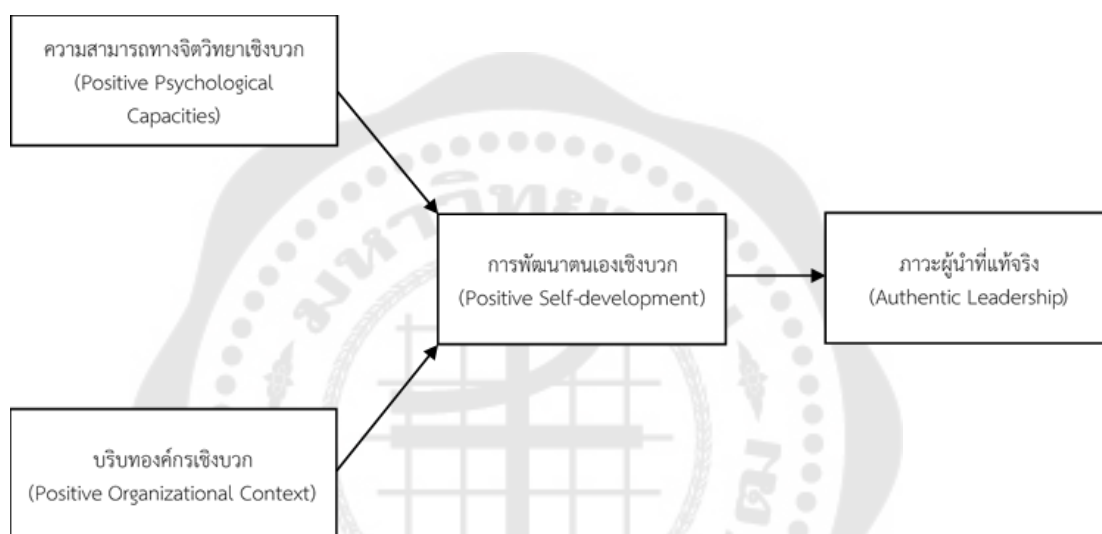 ความสามารถทางจิตวิทยาเชิงบวก
(Positive Psychological
Capacities)
การพัฒนาตนเองเชิงบวก
(Positive Self-development)
ภาวะผู้นำที่แท้จริง
(Authentic Leadership)
บริบทองค์กรเชิงบวก
(Positive Organizational Context)